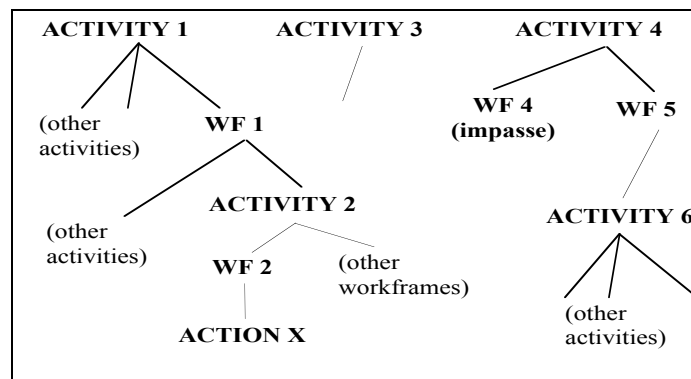 ACTIVITY 1 ACTIVITY 3 ACTIVITY 4
(other
activities)
WF 1
WF 4
(impasse)
WF 5
(other
activities)
ACTIVITY 2
ACTIVITY 6
WF 2
(other
workframes)
(other
activities)
ACTION X